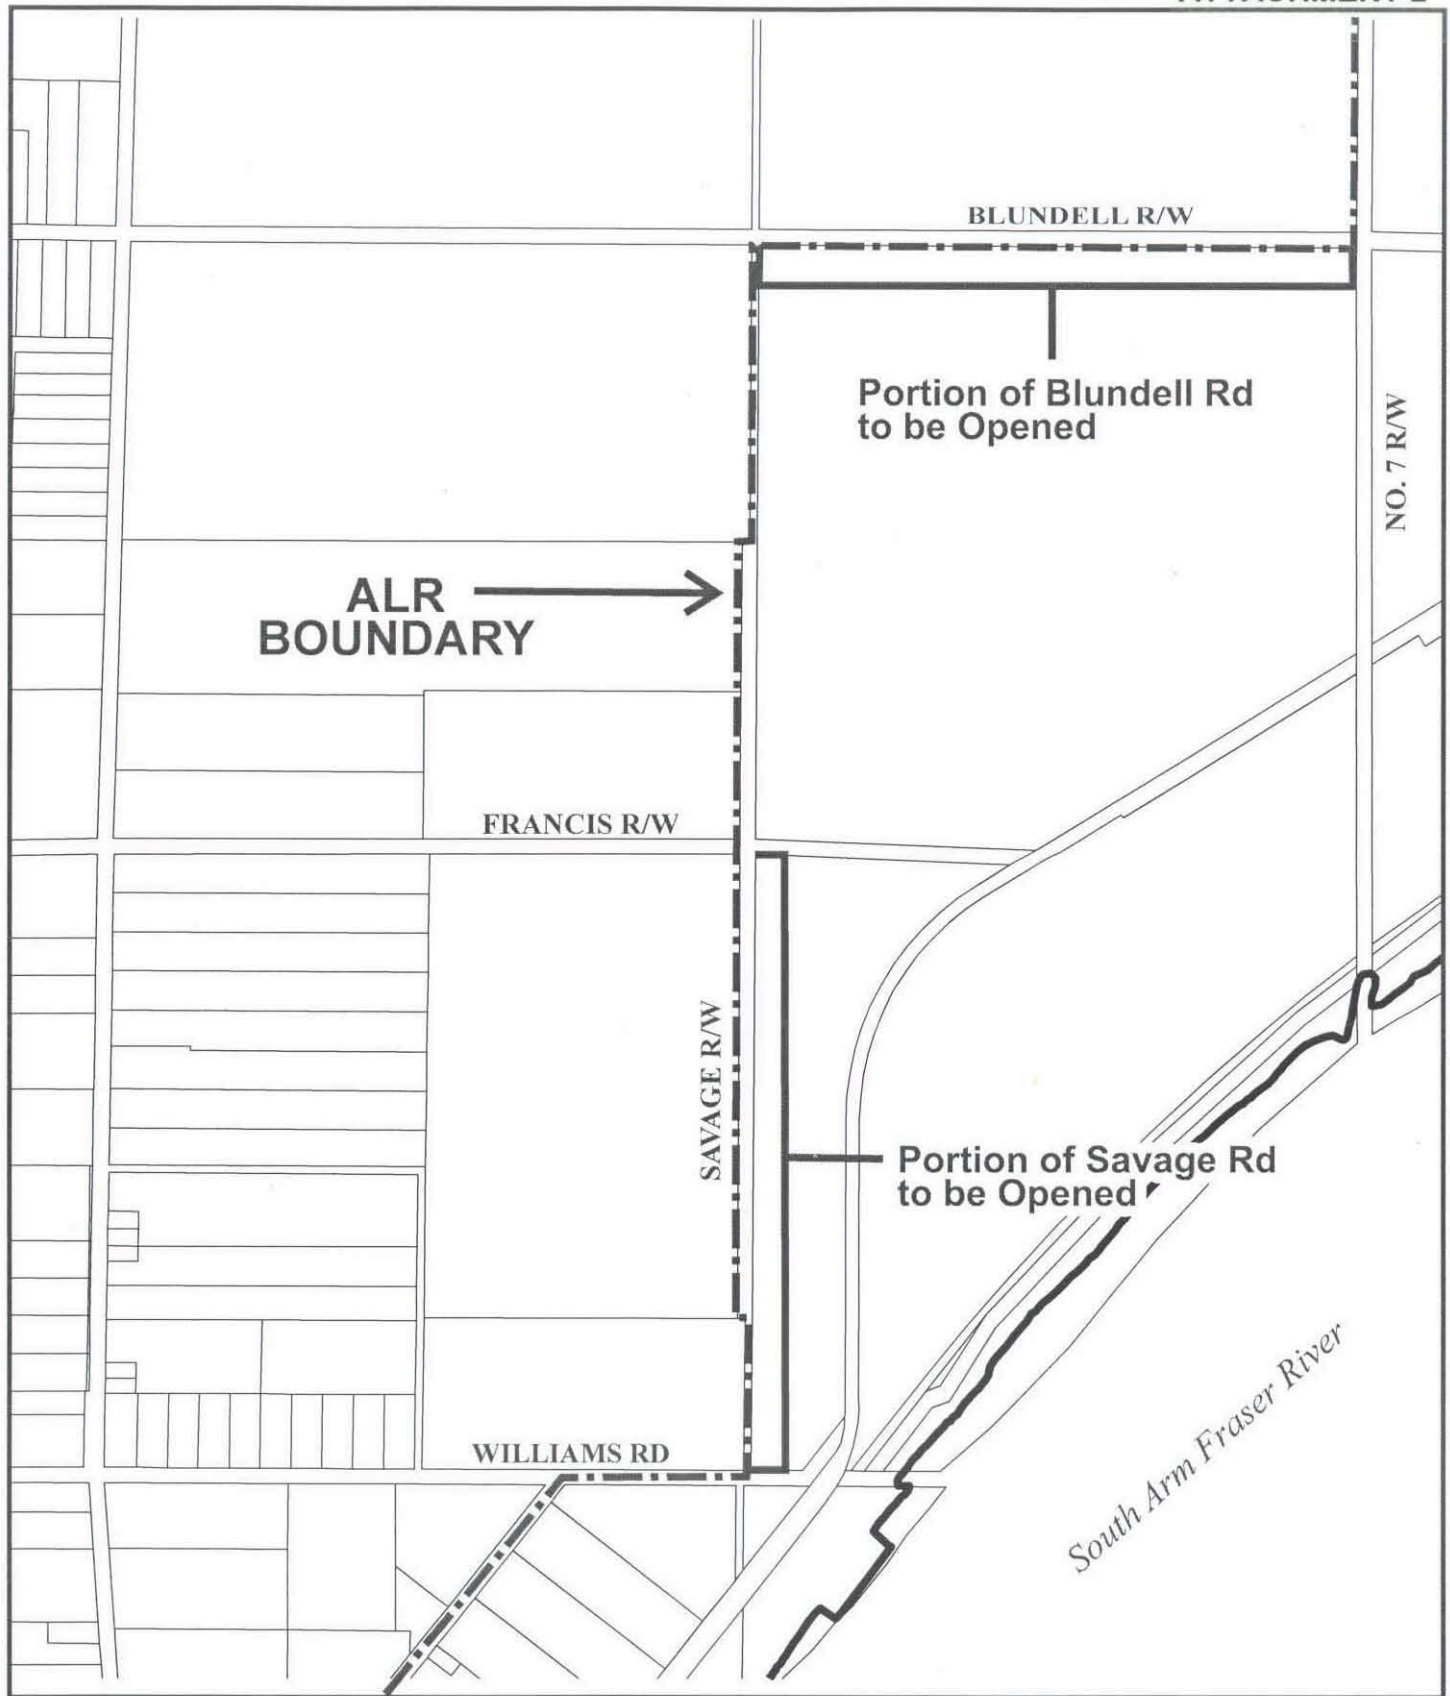 BLUNDELL R/W
Portion of Blundell Rd
to be Opened
NO. 7 R/W
ALR
BOUNDARY
FRANCIS R/W
SAVAGE R/W
Portion of Savage Rd
to be Opened
WILLIAMS RD
South Arm Fraser River